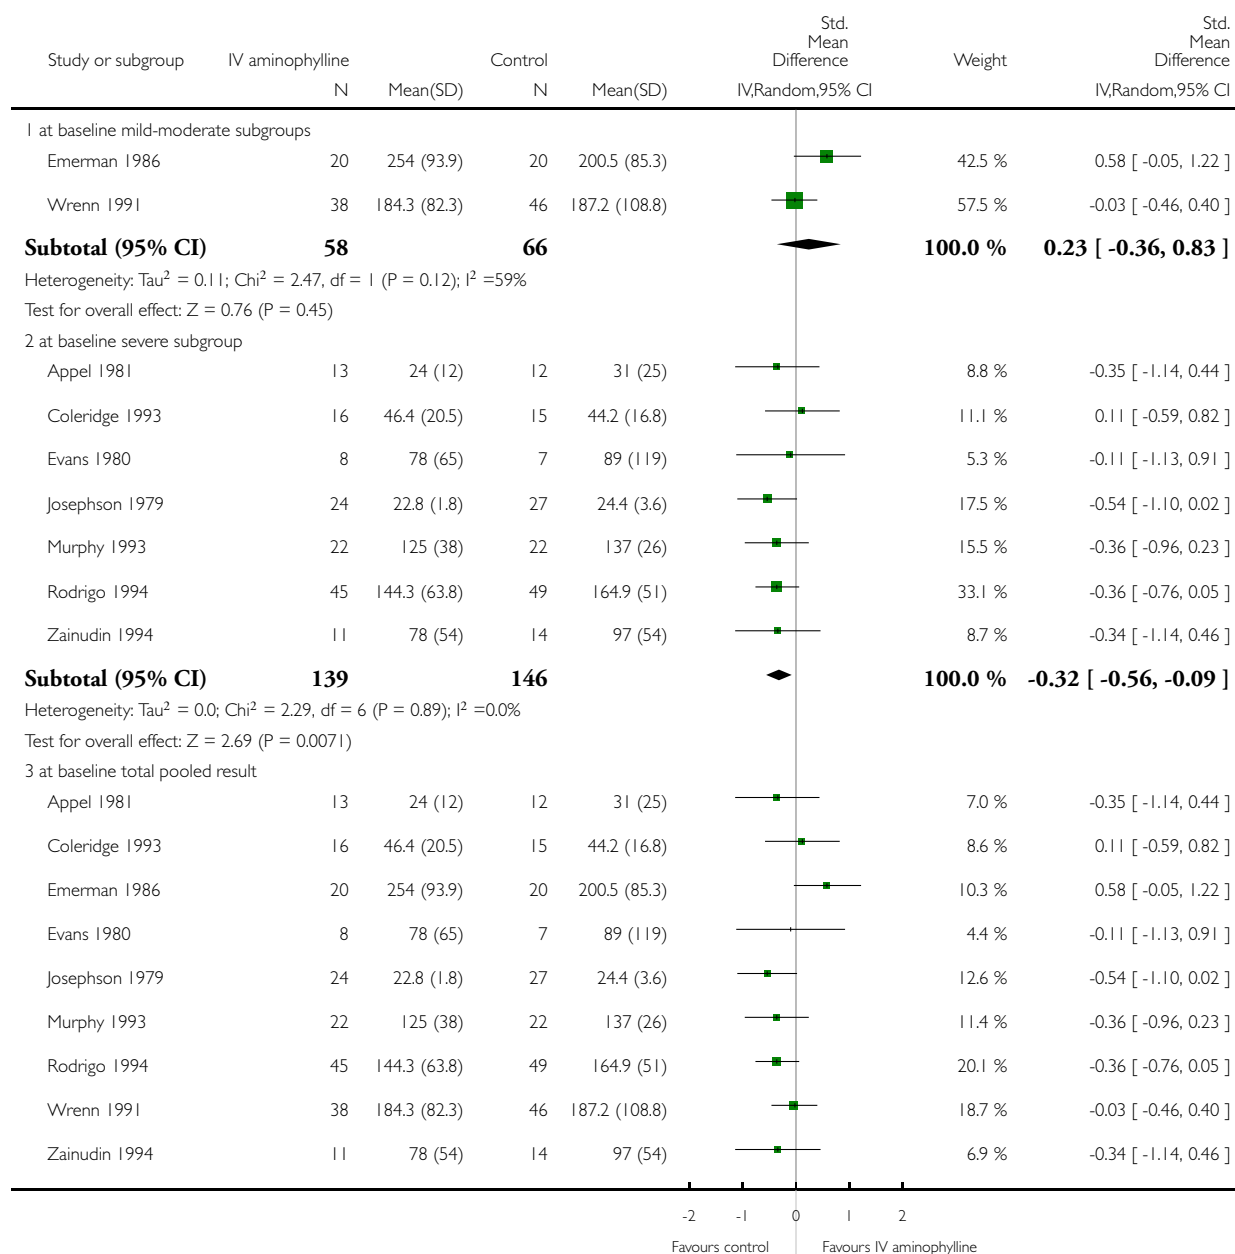 Std. Std.
Mean Mean
Study or subgroup IV aminophylline Control Difference Weight Difference
N Mean(SD) N Mean(SD) IV,Random,95% CI IV,Random,95% CI
1 at baseline mild-moderate subgroups
Emerman 1986 20 254 (93.9) 20 200.5 (85.3) 42.5 % 0.58 [ -0.05, 1.22 ]
Wrenn 1991 38 184.3 (82.3) 46 187.2 (108.8) 57.5 % -0.03 [ -0.46, 0.40 ]
Subtotal (95% CI) 58 66 100.0 % 0.23 [ -0.36, 0.83 ]
Heterogeneity: Tau² = 0.11; Chi² = 2.47, df = 1 (P = 0.12); I² =59%
Test for overall effect: Z = 0.76 (P = 0.45)
2 at baseline severe subgroup
Appel 1981 13 24 (12) 12 31 (25) 8.8 % -0.35 [ -1.14, 0.44 ]
Coleridge 1993 16 46.4 (20.5) 15 44.2 (16.8) 11.1 % 0.11 [ -0.59, 0.82 ]
Evans 1980 8 78 (65) 7 89 (119) 5.3 % -0.11 [ -1.13, 0.91 ]
Josephson 1979 24 22.8 (1.8) 27 24.4 (3.6) 17.5 % -0.54 [ -1.10, 0.02 ]
Murphy 1993 22 125 (38) 22 137 (26) 15.5 % -0.36 [ -0.96, 0.23 ]
Rodrigo 1994 45 144.3 (63.8) 49 164.9 (51) 33.1 % -0.36 [ -0.76, 0.05 ]
Zainudin 1994 11 78 (54) 14 97 (54) 8.7 % -0.34 [ -1.14, 0.46 ]
Subtotal (95% CI) 139 146 100.0 % -0.32 [ -0.56, -0.09 ]
Heterogeneity: Tau² = 0.0; Chi² = 2.29, df = 6 (P = 0.89); I² =0.0%
Test for overall effect: Z = 2.69 (P = 0.0071)
3 at baseline total pooled result
Appel 1981 13 24 (12) 12 31 (25) 7.0 % -0.35 [ -1.14, 0.44 ]
Coleridge 1993 16 46.4 (20.5) 15 44.2 (16.8) 8.6 % 0.11 [ -0.59, 0.82 ]
Emerman 1986 20 254 (93.9) 20 200.5 (85.3) 10.3 % 0.58 [ -0.05, 1.22 ]
Evans 1980 8 78 (65) 7 89 (119) 4.4 % -0.11 [ -1.13, 0.91 ]
Josephson 1979 24 22.8 (1.8) 27 24.4 (3.6) 12.6 % -0.54 [ -1.10, 0.02 ]
Murphy 1993 22 125 (38) 22 137 (26) 11.4 % -0.36 [ -0.96, 0.23 ]
Rodrigo 1994 45 144.3 (63.8) 49 164.9 (51) 20.1 % -0.36 [ -0.76, 0.05 ]
Wrenn 1991 38 184.3 (82.3) 46 187.2 (108.8) 18.7 % -0.03 [ -0.46, 0.40 ]
Zainudin 1994 11 78 (54) 14 97 (54) 6.9 % -0.34 [ -1.14, 0.46 ]
-2 -1 0 1 2
Favours control Favours IV aminophylline